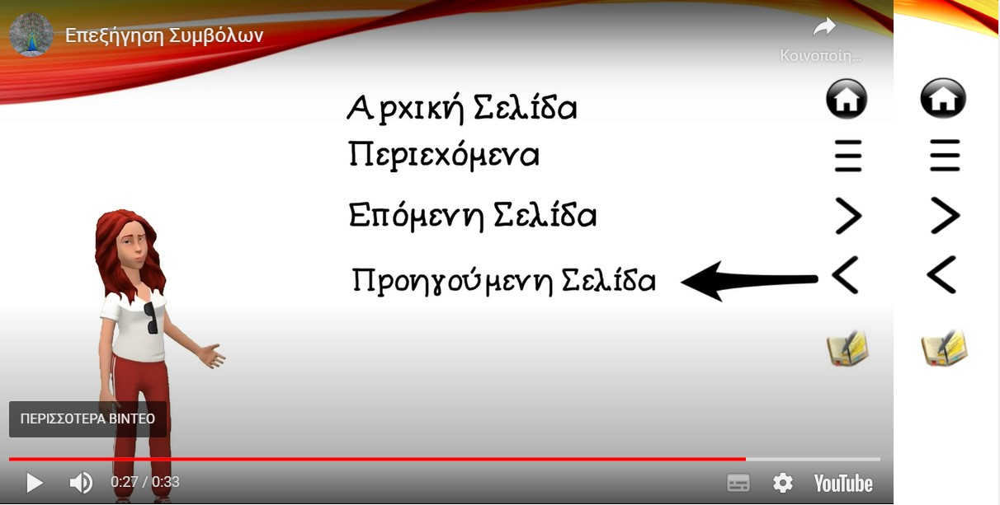 Επεξήγηση Συμβόλων
Κοινοποίη...
Αρχική Σελίδα
Περιεχόμενα
Επόμενη Σελίδα
Προηγούμενη Σελίδα
ΠΕΡΙΣΣΟΤΕΡΑ ΒΙΝΤΕΟ
0:27 / 0:33
YouTube